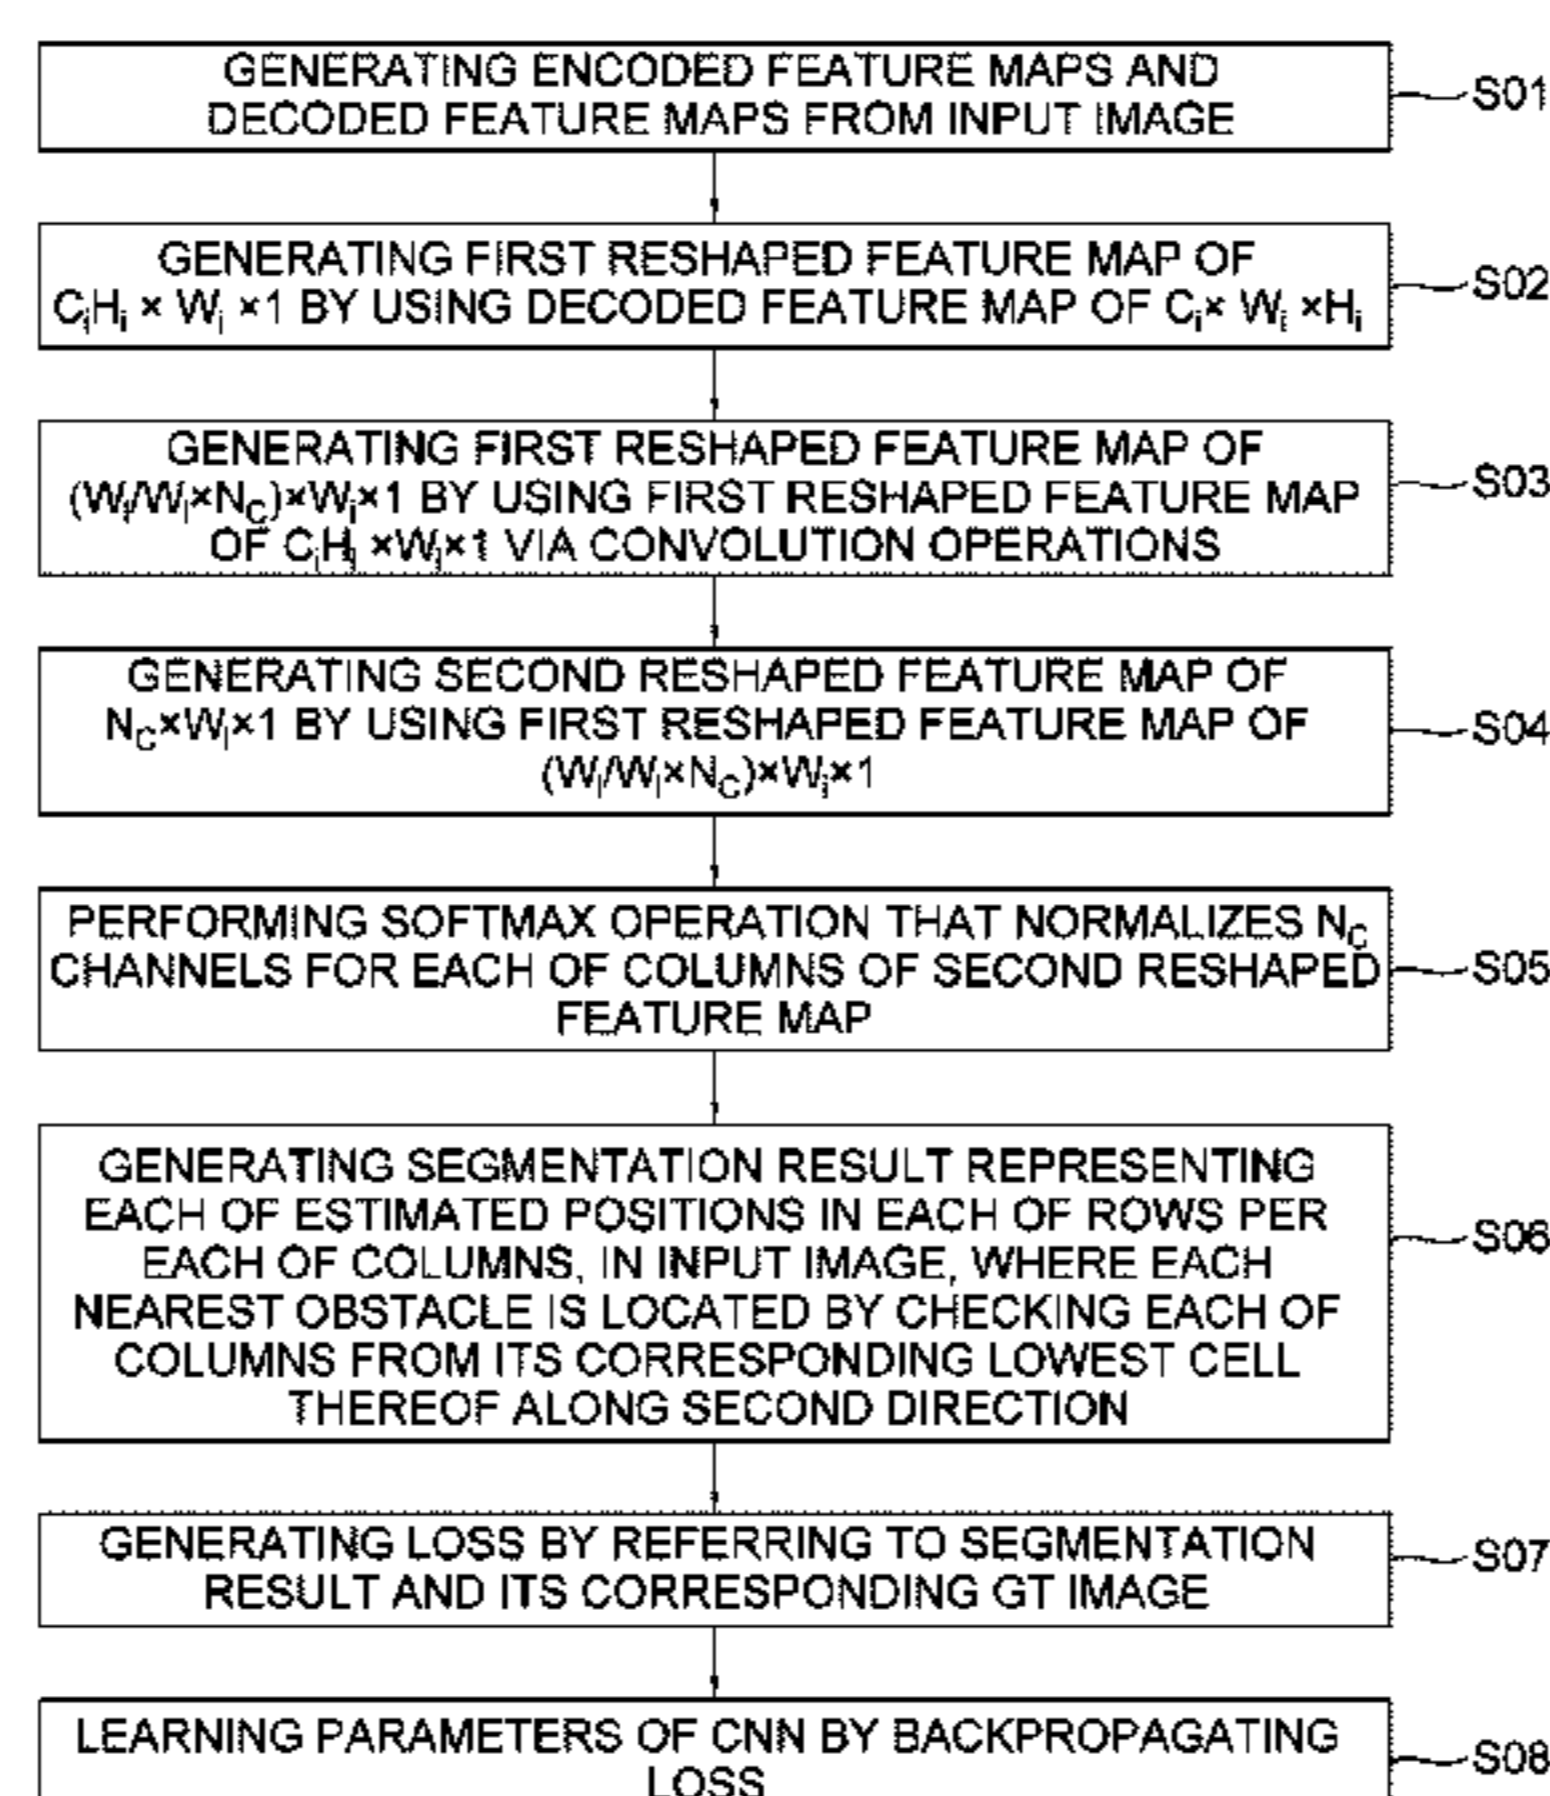 GENERATING ENCODED FEATURE MAPS AND
DECODED FEATURE MAPS FROM INPUT IMAGE
S01
GENERATING FIRST RESHAPED FEATURE MAP OF
CᵢHᵢ × Wᵢ ×1 BY USING DECODED FEATURE MAP OF Cᵢ× Wᵢ ×Hᵢ
S02
GENERATING FIRST RESHAPED FEATURE MAP OF
(W_I/Wᵢ×N_C)×Wᵢ×1 BY USING FIRST RESHAPED FEATURE MAP
OF CᵢHᵢ ×Wᵢ×1 VIA CONVOLUTION OPERATIONS
S03
GENERATING SECOND RESHAPED FEATURE MAP OF
N_C×W_I×1 BY USING FIRST RESHAPED FEATURE MAP OF
(W_I/Wᵢ×N_C)×Wᵢ×1
S04
PERFORMING SOFTMAX OPERATION THAT NORMALIZES N_C
CHANNELS FOR EACH OF COLUMNS OF SECOND RESHAPED
FEATURE MAP
S05
GENERATING SEGMENTATION RESULT REPRESENTING
EACH OF ESTIMATED POSITIONS IN EACH OF ROWS PER
EACH OF COLUMNS, IN INPUT IMAGE, WHERE EACH
NEAREST OBSTACLE IS LOCATED BY CHECKING EACH OF
COLUMNS FROM ITS CORRESPONDING LOWEST CELL
THEREOF ALONG SECOND DIRECTION
S06
GENERATING LOSS BY REFERRING TO SEGMENTATION
RESULT AND ITS CORRESPONDING GT IMAGE
S07
LEARNING PARAMETERS OF CNN BY BACKPROPAGATING
LOSS
S08